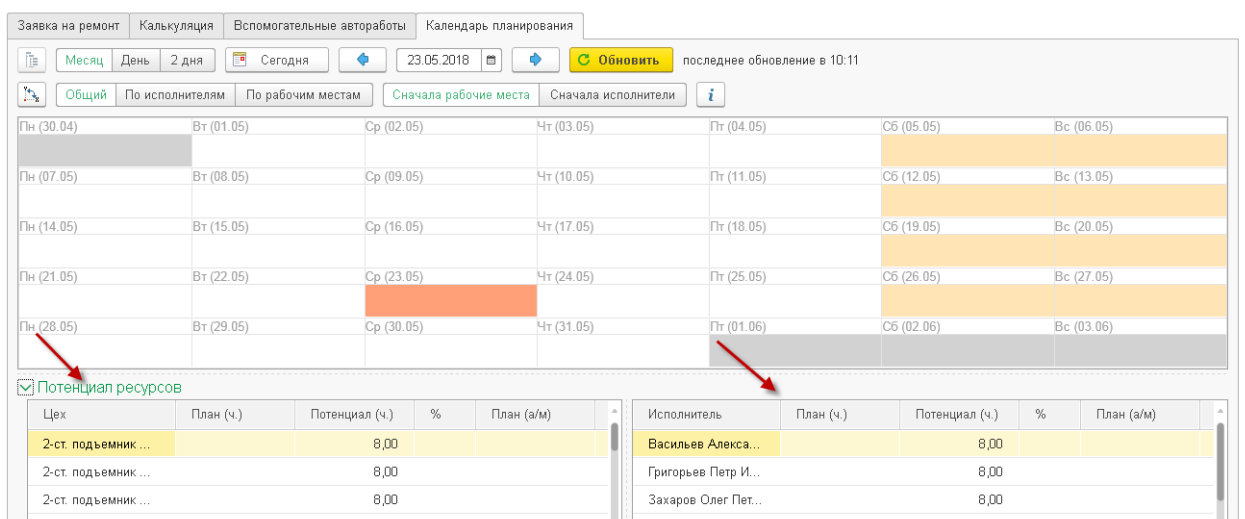 Заявка на ремонт Калькуляция Вспомогательные автоработы Календарь планирования
Месяц День 2 дня Сегодня 23.05.2018 Обновить последнее обновление в 10:11
Общий По исполнителям По рабочим местам Сначала рабочие места Сначала исполнители i
Пн (30.04) Вт (01.05) Ср (02.05) Чт (03.05) Пт (04.05) Сб (05.05) Вс (06.05)
Пн (07.05) Вт (08.05) Ср (09.05) Чт (10.05) Пт (11.05) Сб (12.05) Вс (13.05)
Пн (14.05) Вт (15.05) Ср (16.05) Чт (17.05) Пт (18.05) Сб (19.05) Вс (20.05)
Пн (21.05) Вт (22.05) Ср (23.05) Чт (24.05) Пт (25.05) Сб (26.05) Вс (27.05)
Пн (28.05) Вт (29.05) Ср (30.05) Чт (31.05) Пт (01.06) Сб (02.06) Вс (03.06)
Потенциал ресурсов
Цех План (ч.) Потенциал (ч.) % План (а/м) Исполнитель План (ч.) Потенциал (ч.) % План (а/м)
2-ст. подъемник ... 8,00 Васильев Алекса... 8,00
2-ст. подъемник ... 8,00 Григорьев Петр И... 8,00
2-ст. подъемник ... 8,00 Захаров Олег Пет... 8,00